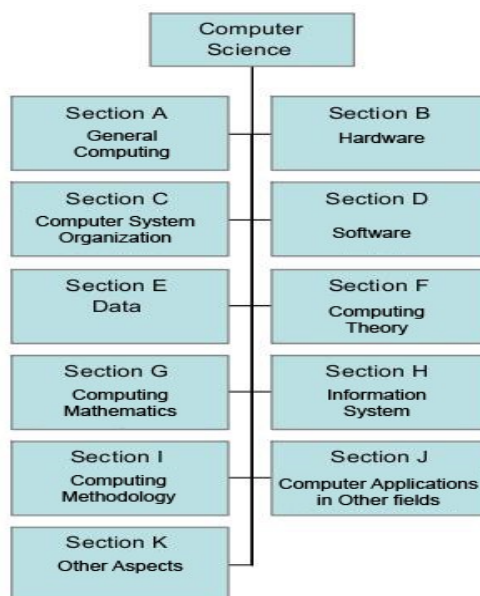 Computer
Science
Section A
General
Computing
Section B
Hardware
Section C
Computer System
Organization
Section D
Software
Section E
Data
Section F
Computing
Theory
Section G
Computing
Mathematics
Section H
Information
System
Section I
Computing
Methodology
Section J
Computer Applications
in Other fields
Section K
Other Aspects